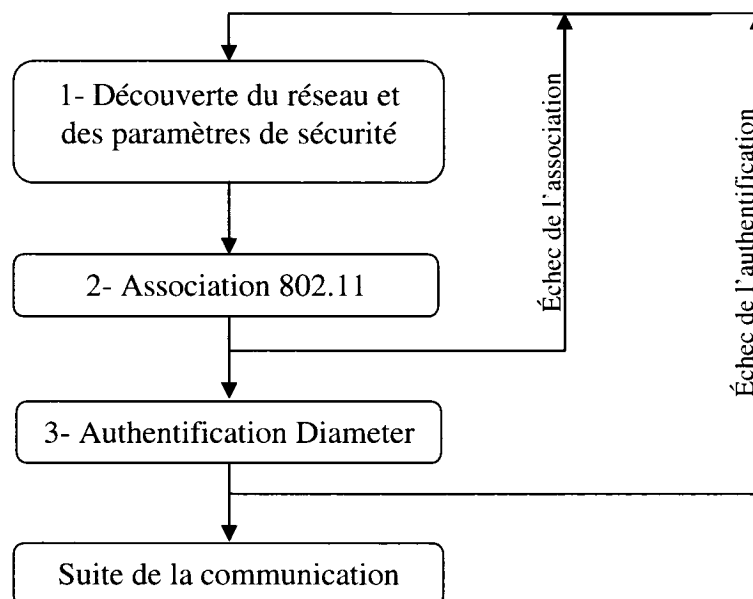 1- Découverte du réseau et
des paramètres de sécurité
2- Association 802.11
3- Authentification Diameter
Suite de la communication
Échec de l'association
Échec de l'authentification